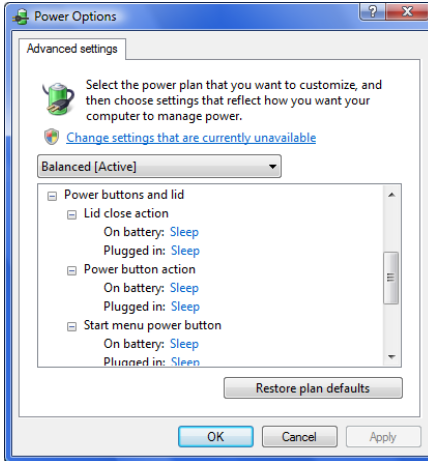 Power Options
Advanced settings
Select the power plan that you want to customize, and
then choose settings that reflect how you want your
computer to manage power.
Change settings that are currently unavailable
Balanced [Active]
Power buttons and lid
Lid close action
On battery: Sleep
Plugged in: Sleep
Power button action
On battery: Sleep
Plugged in: Sleep
Start menu power button
On battery: Sleep
Plugged in: Sleep
Restore plan defaults
OK Cancel Apply